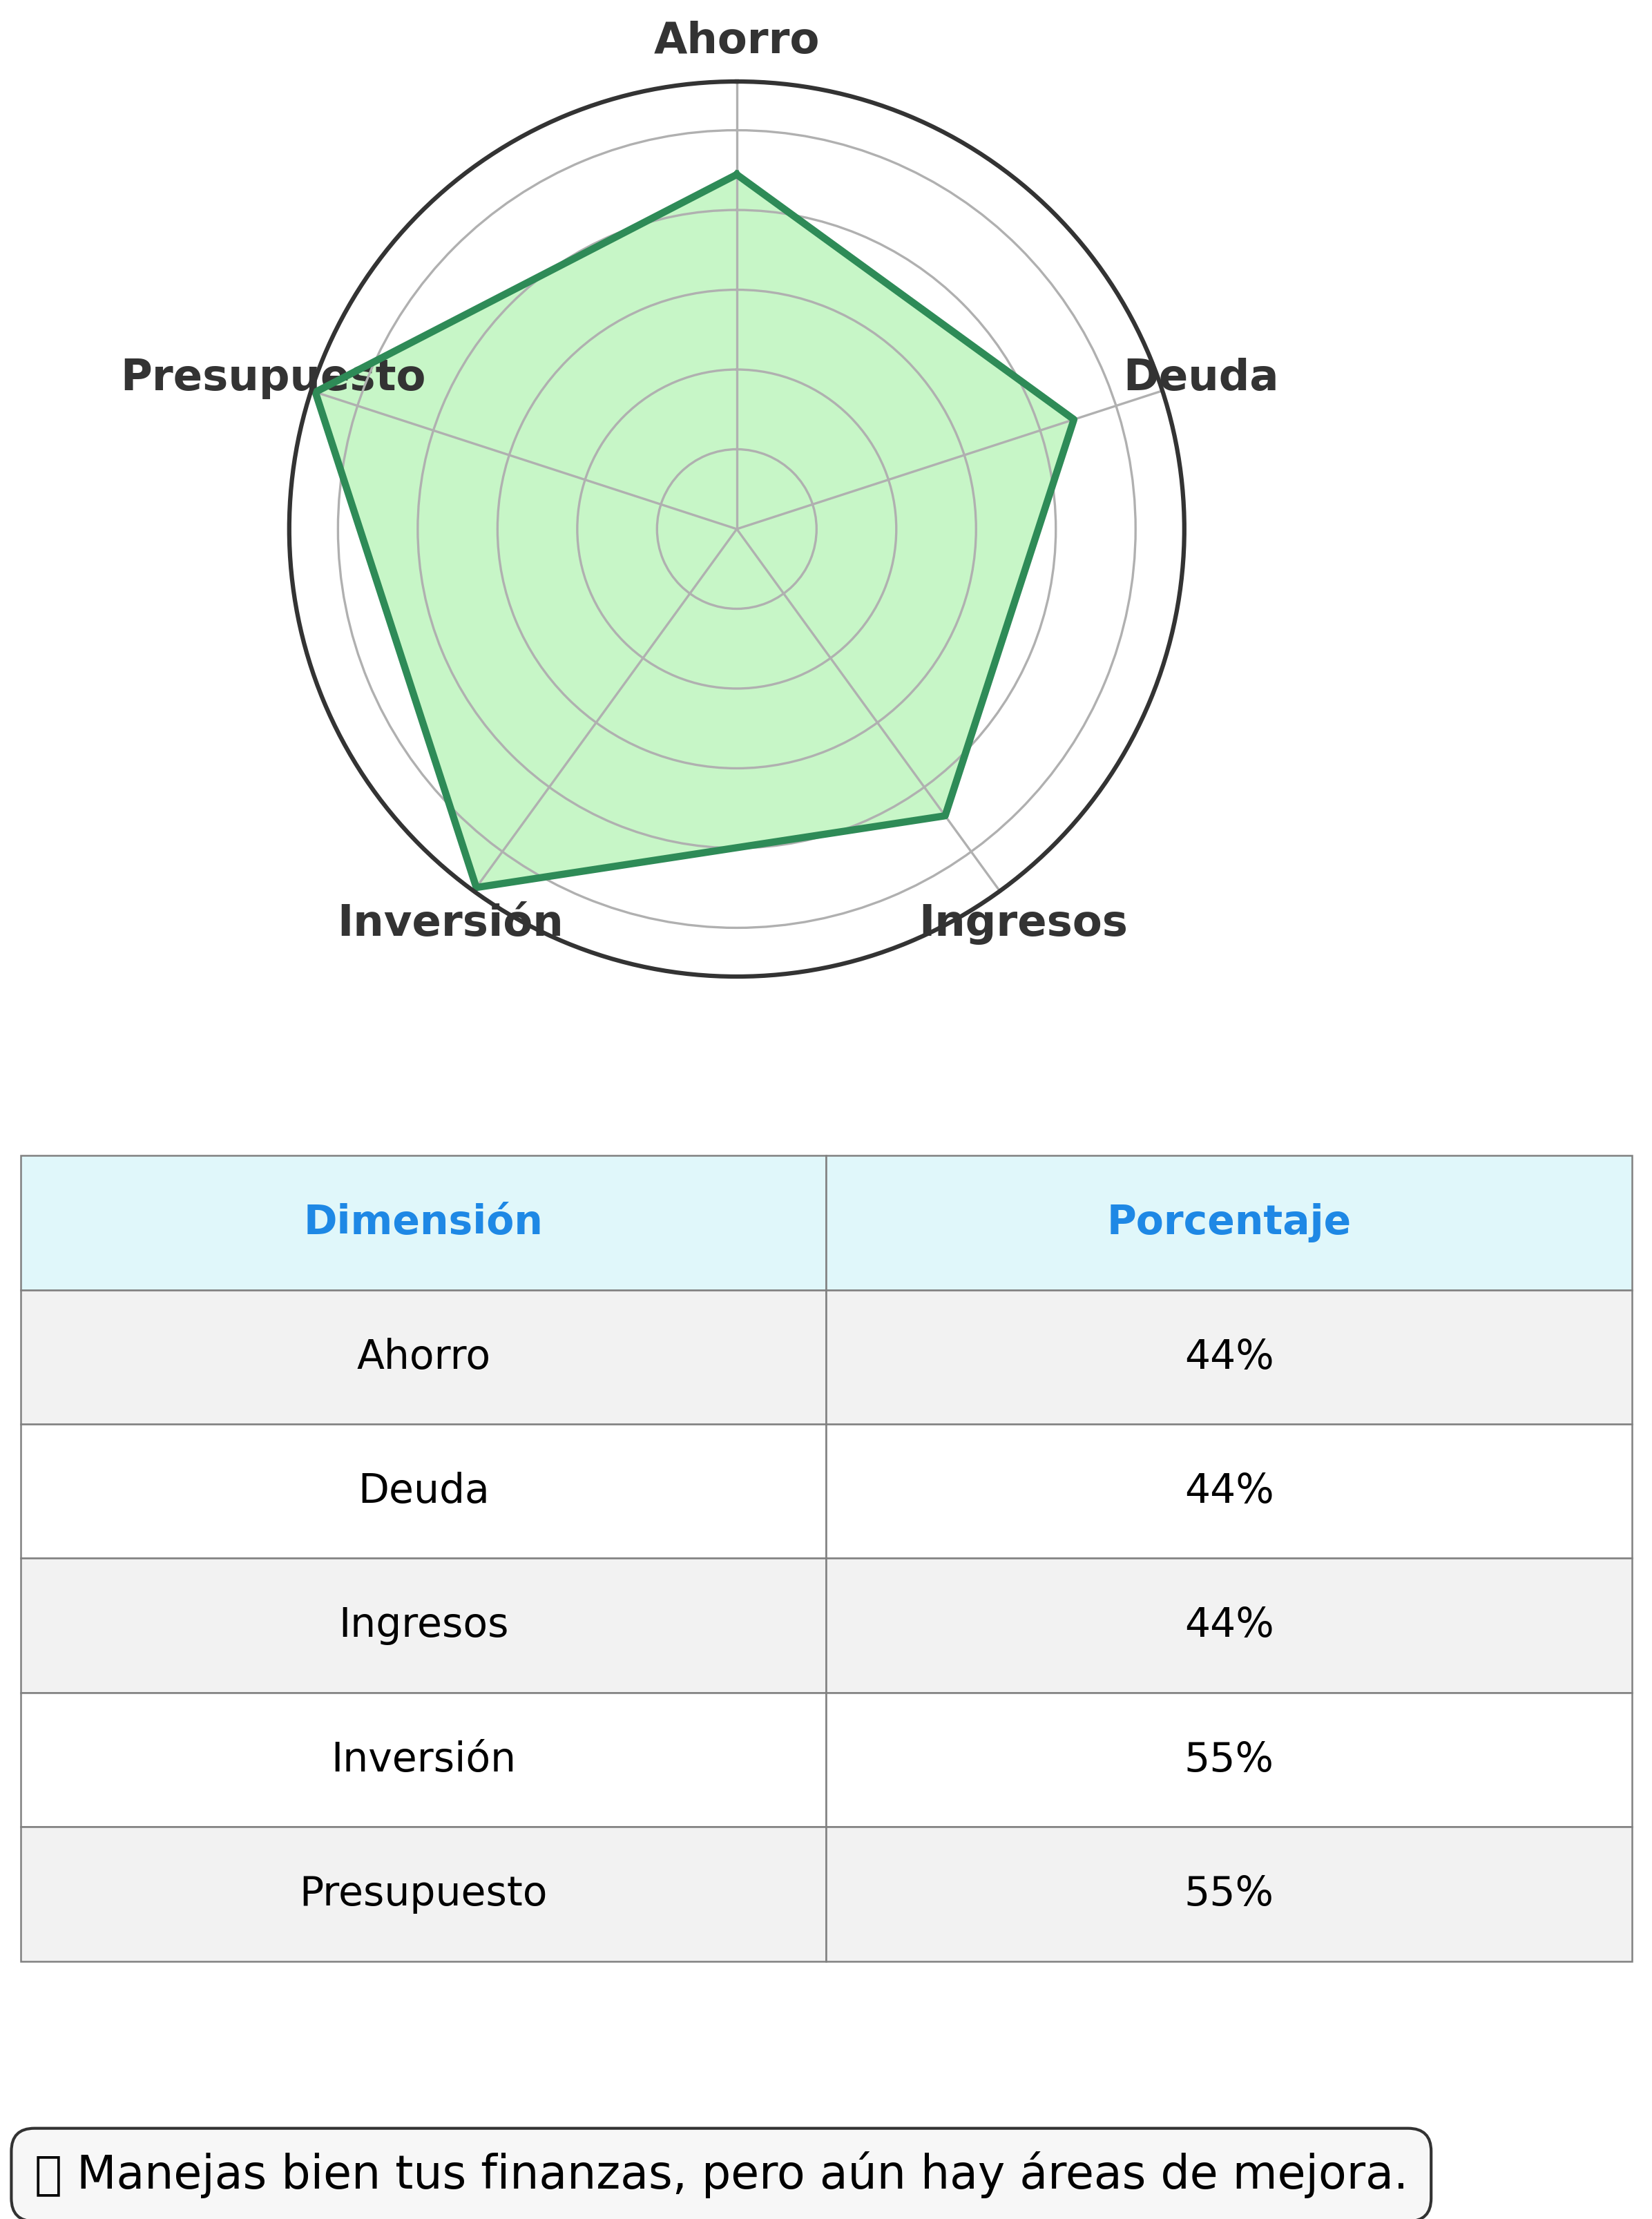 Ahorro
Presupuesto
Deuda
Inversión
Ingresos
Dimensión Porcentaje
Ahorro 44%
Deuda 44%
Ingresos 44%
Inversión 55%
Presupuesto 55%
Manejas bien tus finanzas, pero aún hay áreas de mejora.